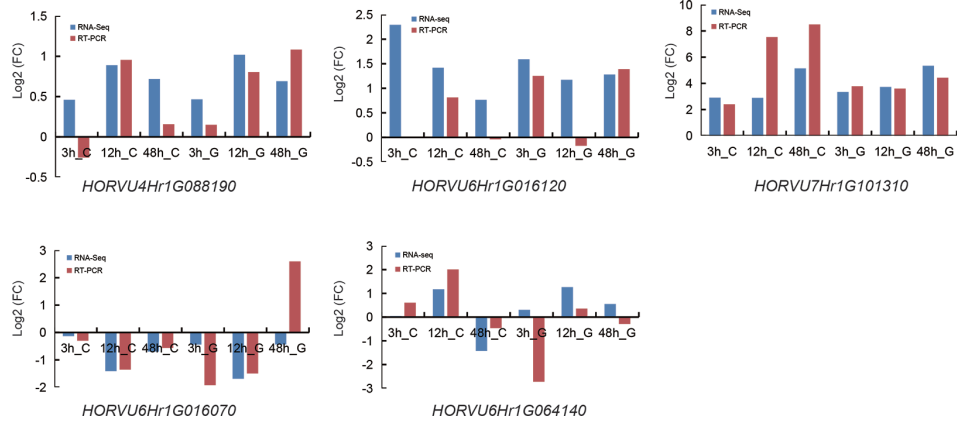 RNA-Seq
RT-PCR
Log2 (FC)
1.5
1
0.5
0
-0.5
3h_C 12h_C 48h_C 3h_G 12h_G 48h_G
HORVU4Hr1G088190
RNA-seq
RT-PCR
Log2 (FC)
2.5
2
1.5
1
0.5
0
-0.5
3h_C 12h_C 48h_C 3h_G 12h_G 48h_G
HORVU6Hr1G016120
RNA-Seq
RT-PCR
Log2 (FC)
10
8
6
4
2
0
3h_C 12h_C 48h_C 3h_G 12h_G 48h_G
HORVU7Hr1G101310
RNA-Seq
RT-PCR
Log2 (FC)
3
2
1
0
-1
-2
3h_C 12h_C 48h_C 3h_G 12h_G 48h_G
HORVU6Hr1G016070
RNA-Seq
RT-PCR
Log2 (FC)
3
2
1
0
-1
-2
-3
3h_C 12h_C 48h_C 3h_G 12h_G 48h_G
HORVU6Hr1G064140